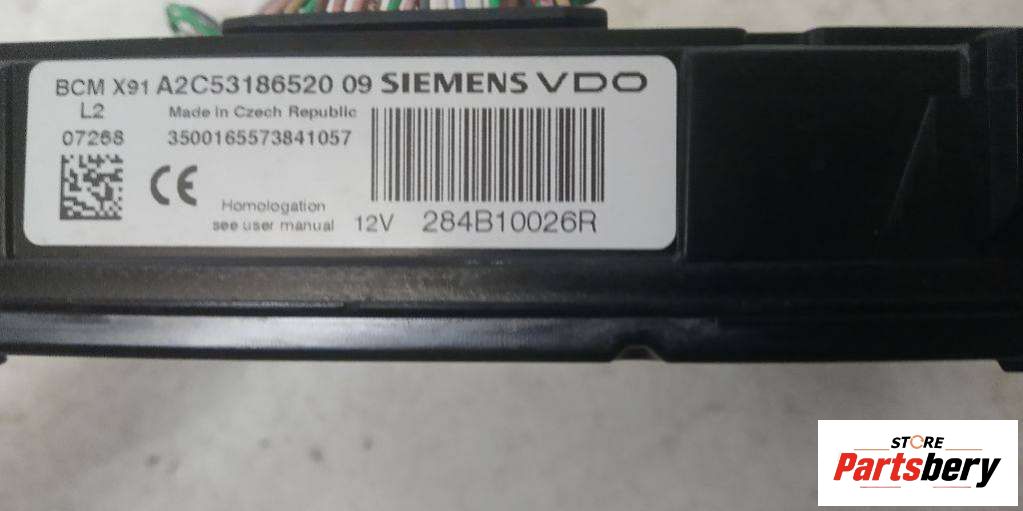 BCM X91 A2C53186520 09 SIEMENS VDO
L2 Made in Czech Republic
07268 3500165573841057
CE
Homologation
see user manual 12V 284B10026R
STORE
Partsbery